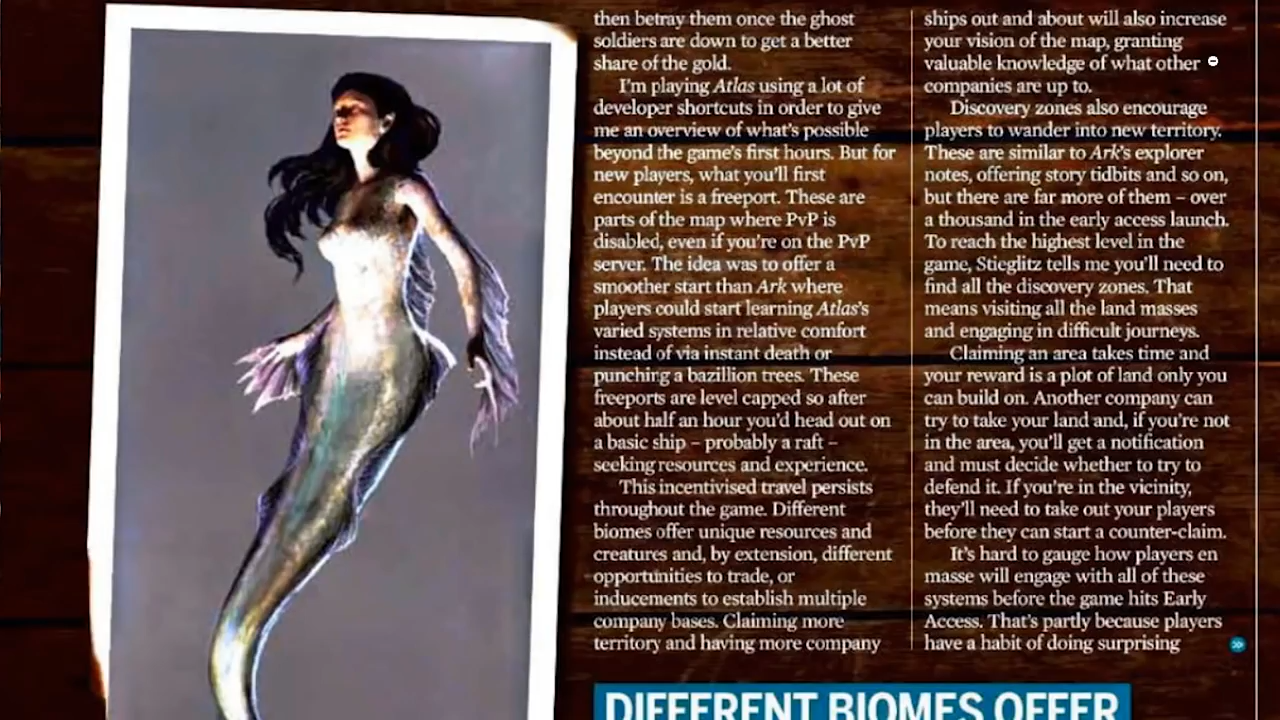 then betray them once the ghost
soldiers are down to get a better
share of the gold.
I'm playing Atlas using a lot of
developer shortcuts in order to give
me an overview of what's possible
beyond the game's first hours. But for
new players, what you'll first
encounter is a freeport. These are
parts of the map where PvP is
disabled, even if you're on the PvP
server. The idea was to offer a
smoother start than Ark where
players could start learning Atlas's
varied systems in relative comfort
instead of via instant death or
punching a bazillion trees. These
freeports are level capped so after
about half an hour you'd head out on
a basic ship – probably a raft –
seeking resources and experience.
This incentivised travel persists
throughout the game. Different
biomes offer unique resources and
creatures and, by extension, different
opportunities to trade, or
inducements to establish multiple
company bases. Claiming more
territory and having more company
ships out and about will also increase
your vision of the map, granting
valuable knowledge of what other
companies are up to.
Discovery zones also encourage
players to wander into new territory.
These are similar to Ark's explorer
notes, offering story tidbits and so on,
but there are far more of them – over
a thousand in the early access launch.
To reach the highest level in the
game, Stieglitz tells me you'll need to
find all the discovery zones. That
means visiting all the land masses
and engaging in difficult journeys.
Claiming an area takes time and
your reward is a plot of land only you
can build on. Another company can
try to take your land and, if you're not
in the area, you'll get a notification
and must decide whether to try to
defend it. If you're in the vicinity,
they'll need to take out your players
before they can start a counter-claim.
It's hard to gauge how players en
masse will engage with all of these
systems before the game hits Early
Access. That's partly because players
have a habit of doing surprising
DIFFERENT BIOMES OFFER